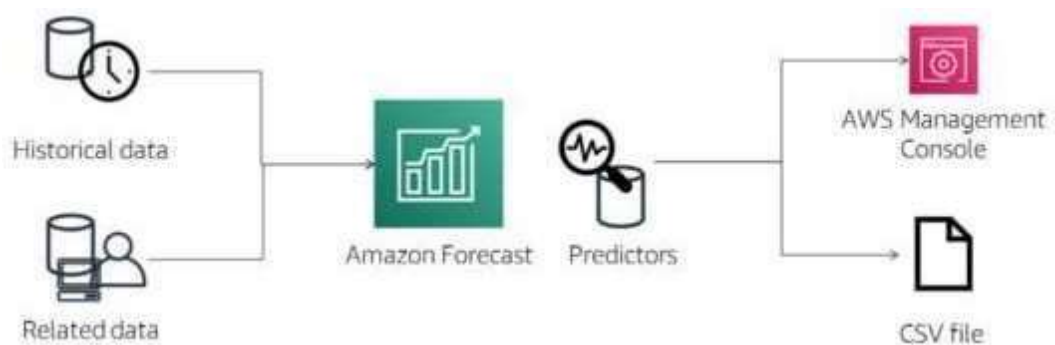 Historical data
Related data
Amazon Forecast
Predictors
AWS Management
Console
CSV file